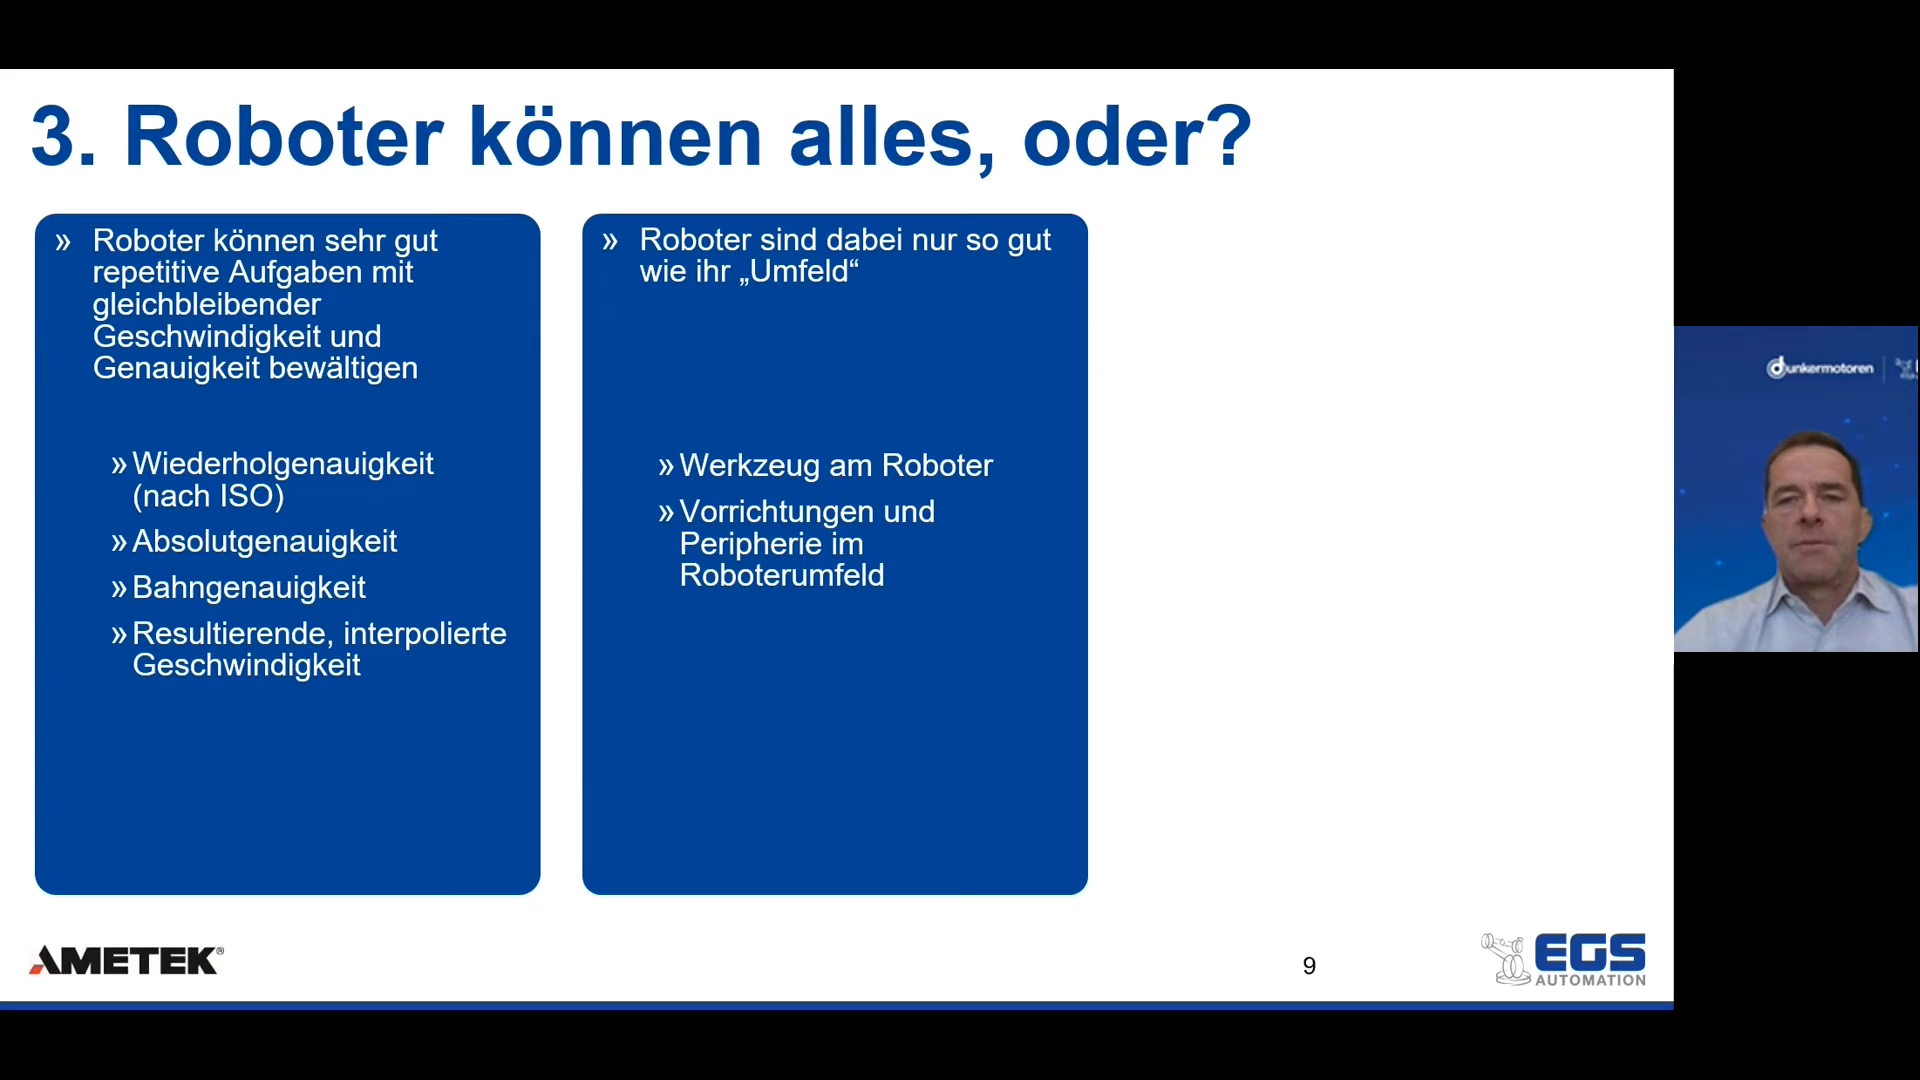 3. Roboter können alles, oder?
» Roboter können sehr gut
repetitive Aufgaben mit
gleichbleibender
Geschwindigkeit und
Genauigkeit bewältigen
» Wiederholgenauigkeit
(nach ISO)
» Absolutgenauigkeit
» Bahngenauigkeit
» Resultierende, interpolierte
Geschwindigkeit
» Roboter sind dabei nur so gut
wie ihr „Umfeld“
» Werkzeug am Roboter
» Vorrichtungen und
Peripherie im
Roboterumfeld
dunkermotoren
AMETEK®
9
EGS
AUTOMATION